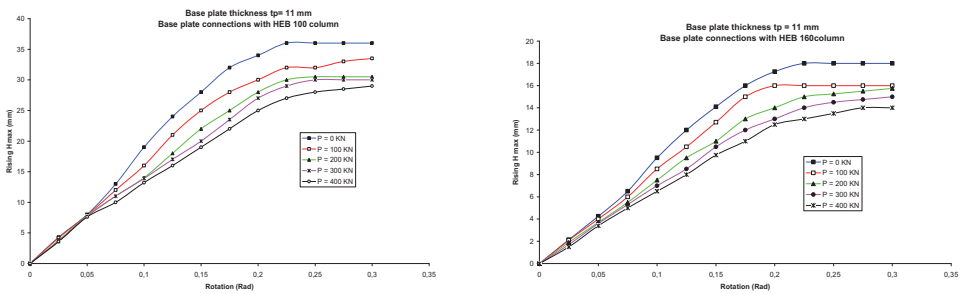 Base plate thickness tp= 11 mm
Base plate connections with HEB 100 column
40
35
30
25
20
15
10
5
0
Rising H max (mm)
0
0,05
0,1
0,15
0,2
0,25
0,3
0,35
Rotation (Rad)
P = 0 KN
P = 100 KN
P = 200 KN
P = 300 KN
P = 400 KN
Base plate thickness tp = 11 mm
Base plate connections with HEB 160column
20
18
16
14
12
10
8
6
4
2
0
Rising H max (mm)
0
0,05
0,1
0,15
0,2
0,25
0,3
0,35
Rotation (Rad)
P = 0 KN
P = 100 KN
P = 200 KN
P = 300 KN
P = 400 KN